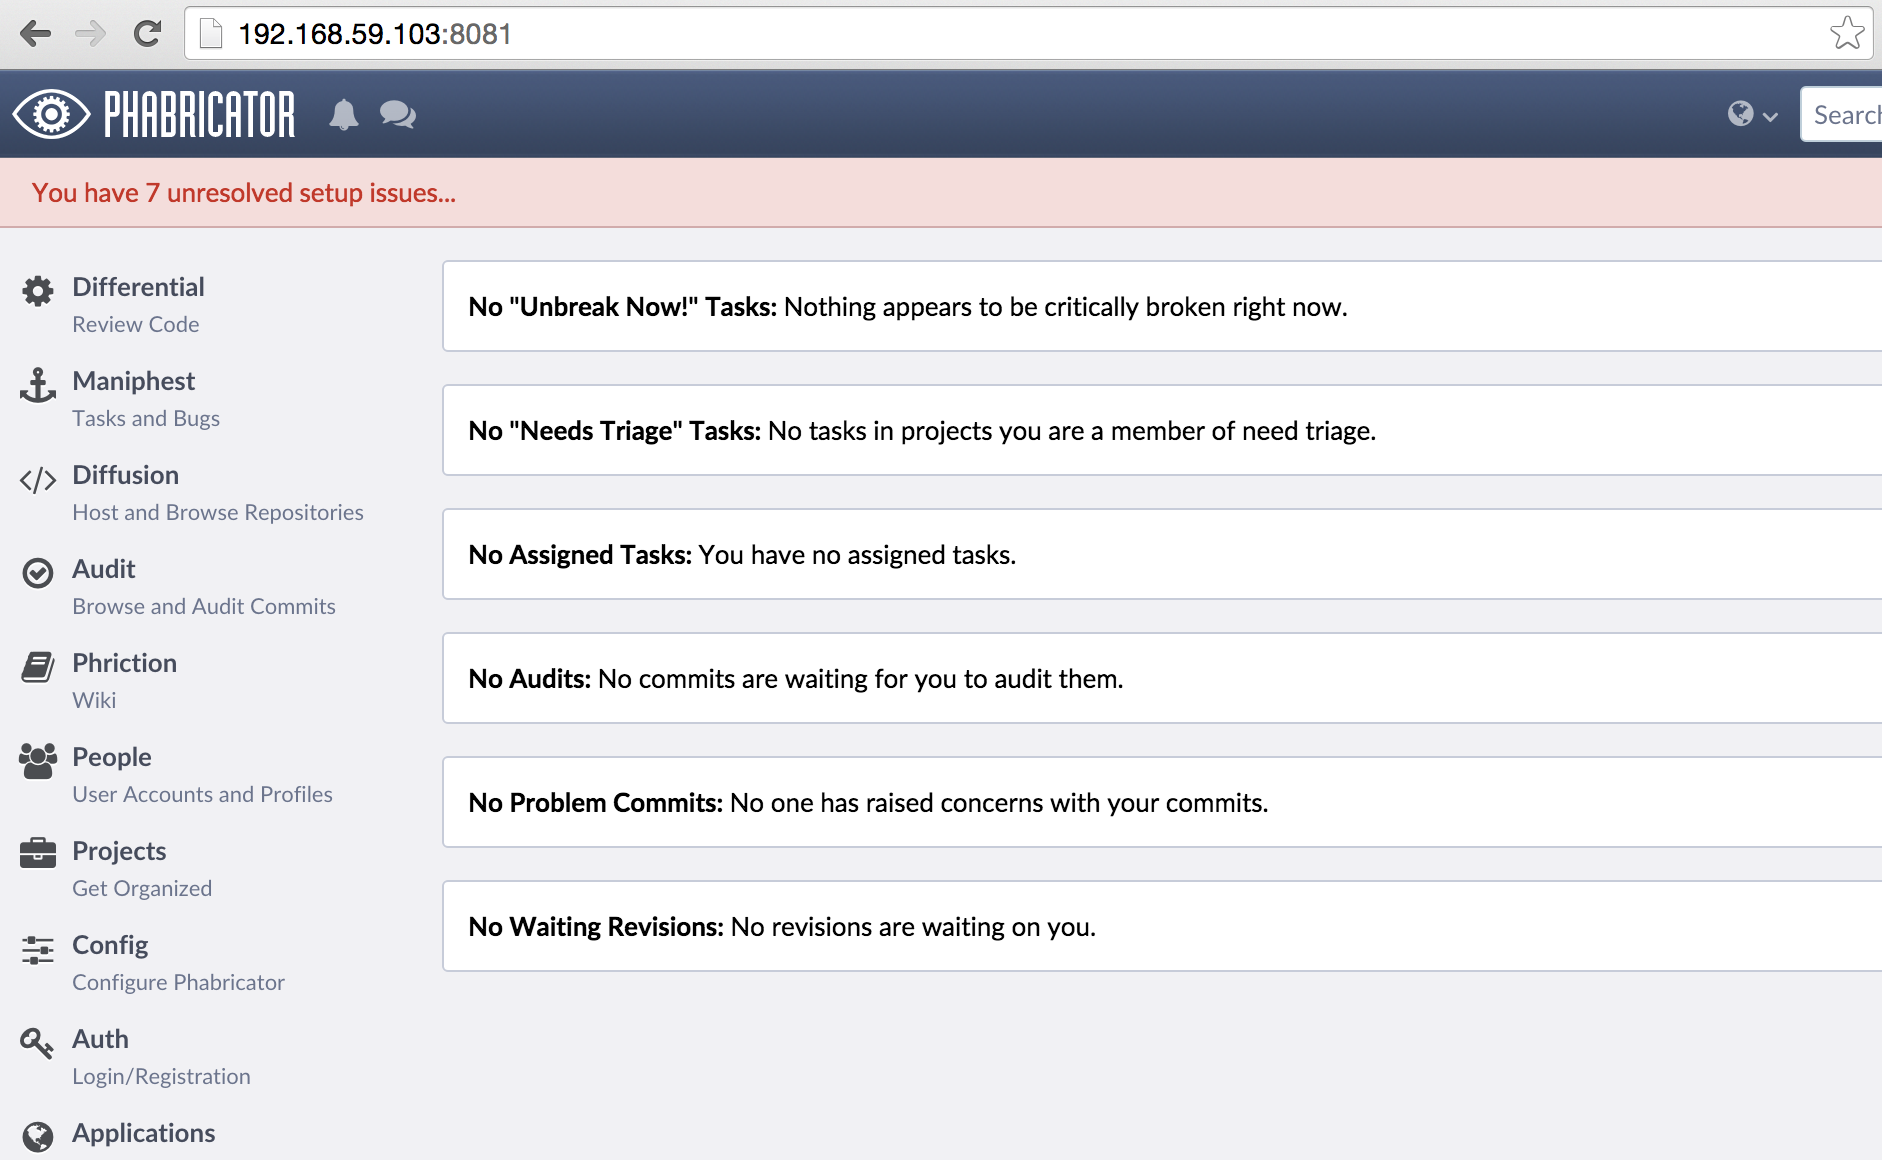 192.168.59.103:8081
PHABRICATOR
Search
You have 7 unresolved setup issues...
Differential
Review Code
Maniphest
Tasks and Bugs
Diffusion
Host and Browse Repositories
Audit
Browse and Audit Commits
Phriction
Wiki
People
User Accounts and Profiles
Projects
Get Organized
Config
Configure Phabricator
Auth
Login/Registration
Applications
No "Unbreak Now!" Tasks: Nothing appears to be critically broken right now.
No "Needs Triage" Tasks: No tasks in projects you are a member of need triage.
No Assigned Tasks: You have no assigned tasks.
No Audits: No commits are waiting for you to audit them.
No Problem Commits: No one has raised concerns with your commits.
No Waiting Revisions: No revisions are waiting on you.